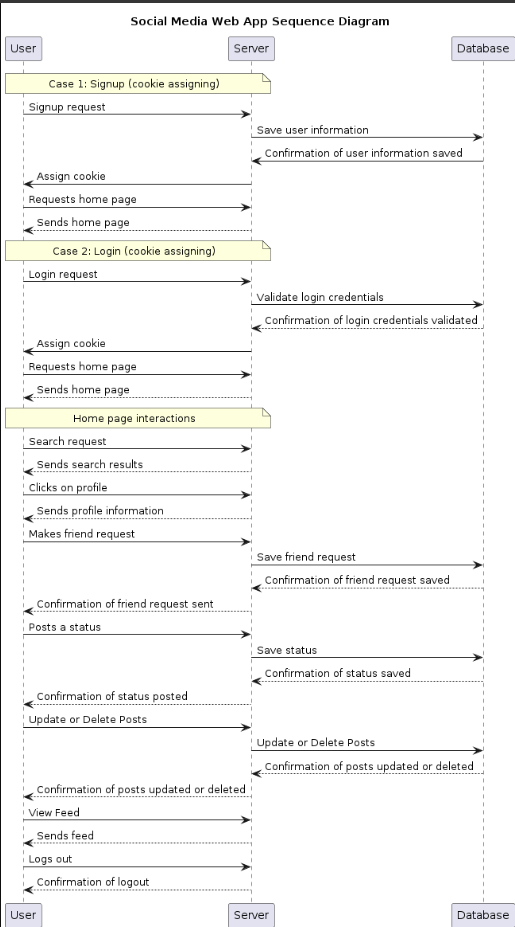 Social Media Web App Sequence Diagram
User Server Database
Case 1: Signup (cookie assigning)
Signup request
Save user information
Confirmation of user information saved
Assign cookie
Requests home page
Sends home page
Case 2: Login (cookie assigning)
Login request
Validate login credentials
Confirmation of login credentials validated
Assign cookie
Requests home page
Sends home page
Home page interactions
Search request
Sends search results
Clicks on profile
Sends profile information
Makes friend request
Save friend request
Confirmation of friend request saved
Confirmation of friend request sent
Posts a status
Save status
Confirmation of status saved
Confirmation of status posted
Update or Delete Posts
Update or Delete Posts
Confirmation of posts updated or deleted
Confirmation of posts updated or deleted
View Feed
Sends feed
Logs out
Confirmation of logout
User Server Database